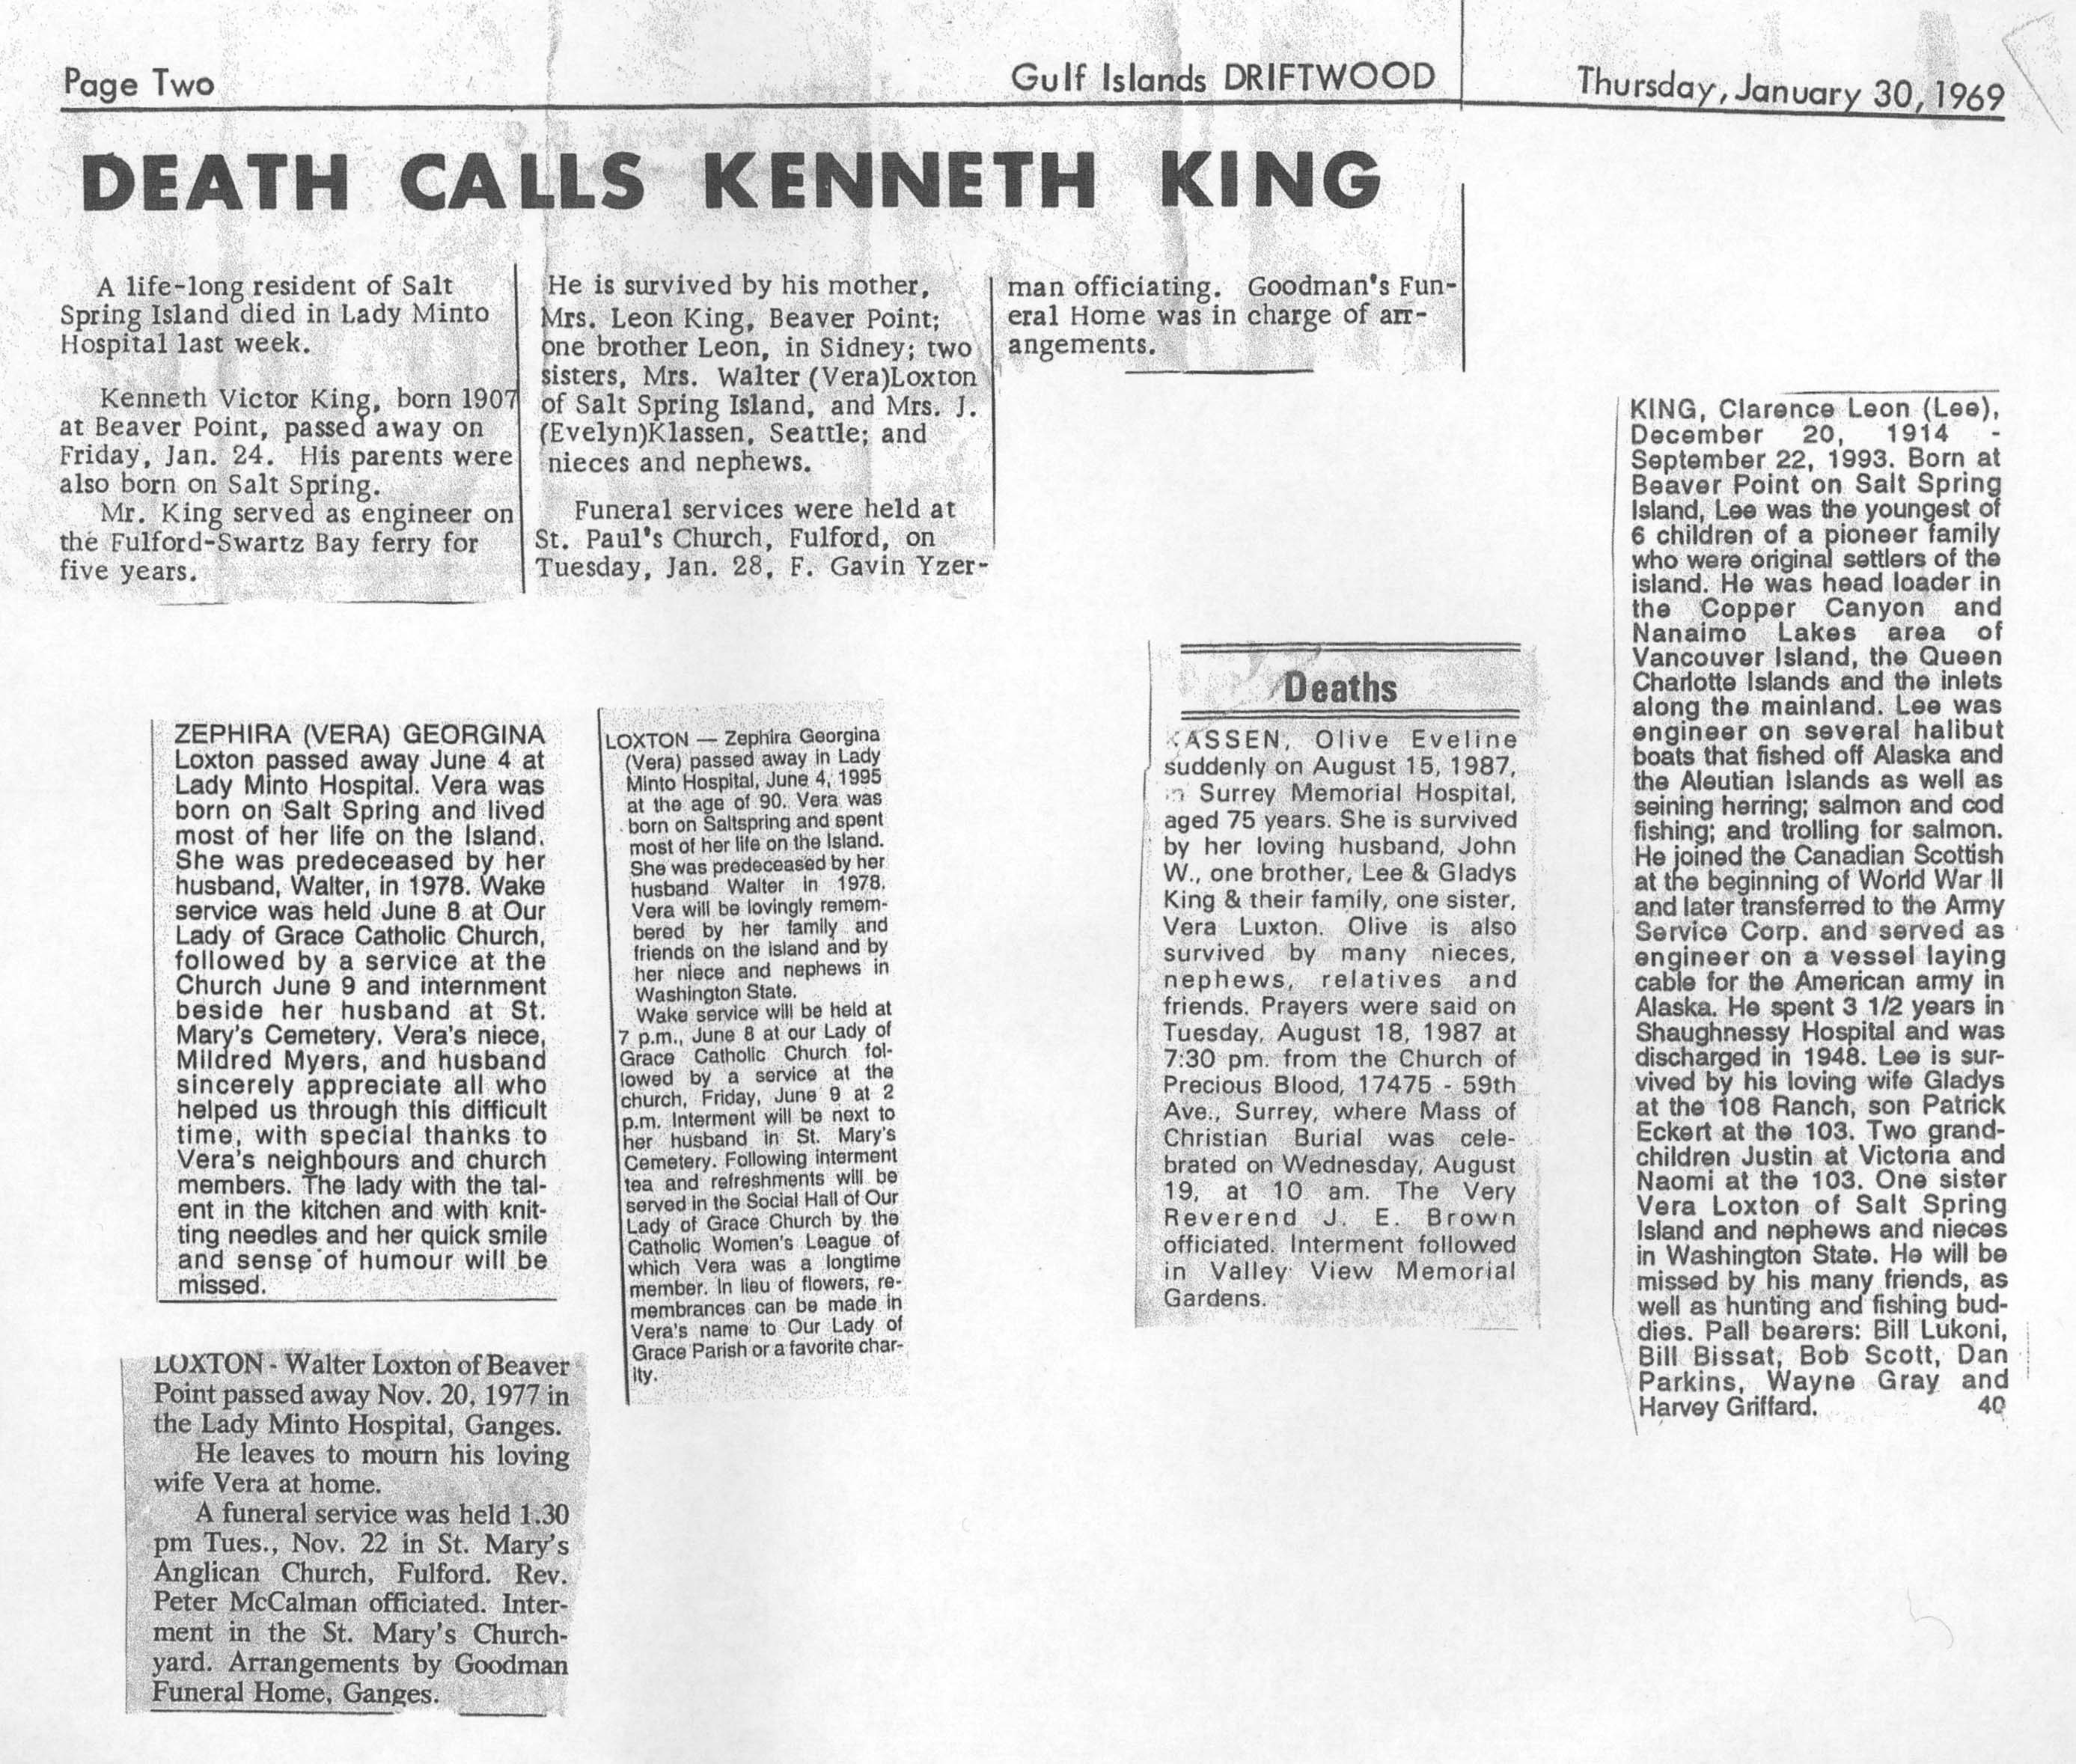 Page Two
Gulf Islands DRIFTWOOD
Thursday, January 30, 1969
DEATH CALLS KENNETH KING
A life-long resident of Salt
Spring Island died in Lady Minto
Hospital last week.
Kenneth Victor King, born 1907
at Beaver Point, passed away on
Friday, Jan. 24. His parents were
also born on Salt Spring.
Mr. King served as engineer on
the Fulford-Swartz Bay ferry for
five years.
He is survived by his mother,
Mrs. Leon King, Beaver Point;
one brother Leon, in Sidney; two
sisters, Mrs. Walter (Vera)Loxton
of Salt Spring Island, and Mrs. J.
(Evelyn)Klassen, Seattle; and
nieces and nephews.
Funeral services were held at
St. Paul's Church, Fulford, on
Tuesday, Jan. 28, F. Gavin Yzer-
man officiating. Goodman's Fun-
eral Home was in charge of arr-
angements.
ZEPHIRA (VERA) GEORGINA
Loxton passed away June 4 at
Lady Minto Hospital. Vera was
born on Salt Spring and lived
most of her life on the Island.
She was predeceased by her
husband, Walter, in 1978. Wake
service was held June 8 at Our
Lady of Grace Catholic Church,
followed by a service at the
Church June 9 and internment
beside her husband at St.
Mary's Cemetery. Vera's niece,
Mildred Myers, and husband
sincerely appreciate all who
helped us through this difficult
time, with special thanks to
Vera's neighbours and church
members. The lady with the tal-
ent in the kitchen and with knit-
ting needles and her quick smile
and sense of humour will be
missed.
LOXTON - Walter Loxton of Beaver
Point passed away Nov. 20, 1977 in
the Lady Minto Hospital, Ganges.
He leaves to mourn his loving
wife Vera at home.
A funeral service was held 1.30
pm Tues., Nov. 22 in St. Mary's
Anglican Church, Fulford. Rev.
Peter McCalman officiated. Inter-
ment in the St. Mary's Church-
yard. Arrangements by Goodman
Funeral Home, Ganges.
LOXTON — Zephira Georgina
(Vera) passed away in Lady
Minto Hospital, June 4, 1995
at the age of 90. Vera was
born on Saltspring and spent
most of her life on the Island.
She was predeceased by her
husband Walter in 1978.
Vera will be lovingly remem-
bered by her family and
friends on the island and by
her niece and nephews in
Washington State.
Wake service will be held at
7 p.m., June 8 at our Lady of
Grace Catholic Church fol-
lowed by a service at the
church, Friday, June 9 at 2
p.m. Interment will be next to
her husband in St. Mary's
Cemetery. Following interment
tea and refreshments will be
served in the Social Hall of Our
Lady of Grace Church by the
Catholic Women's League of
which Vera was a longtime
member. In lieu of flowers, re-
membrances can be made in
Vera's name to Our Lady of
Grace Parish or a favorite char-
ity.
Deaths
KASSEN, Olive Eveline
suddenly on August 15, 1987,
in Surrey Memorial Hospital,
aged 75 years. She is survived
by her loving husband, John
W., one brother, Lee & Gladys
King & their family, one sister,
Vera Luxton. Olive is also
survived by many nieces,
nephews, relatives and
friends. Prayers were said on
Tuesday, August 18, 1987 at
7:30 pm. from the Church of
Precious Blood, 17475 - 59th
Ave., Surrey, where Mass of
Christian Burial was cele-
brated on Wednesday, August
19, at 10 am. The Very
Reverend J. E. Brown
officiated. Interment followed
in Valley View Memorial
Gardens.
KING, Clarence Leon (Lee),
December 20, 1914 -
September 22, 1993. Born at
Beaver Point on Salt Spring
Island, Lee was the youngest of
6 children of a pioneer family
who were original settlers of the
island. He was head loader in
the Copper Canyon and
Nanaimo Lakes area of
Vancouver Island, the Queen
Charlotte Islands and the inlets
along the mainland. Lee was
engineer on several halibut
boats that fished off Alaska and
the Aleutian Islands as well as
seining herring; salmon and cod
fishing; and trolling for salmon.
He joined the Canadian Scottish
at the beginning of World War II
and later transferred to the Army
Service Corp. and served as
engineer on a vessel laying
cable for the American army in
Alaska. He spent 3 1/2 years in
Shaughnessy Hospital and was
discharged in 1948. Lee is sur-
vived by his loving wife Gladys
at the 108 Ranch, son Patrick
Eckert at the 103. Two grand-
children Justin at Victoria and
Naomi at the 103. One sister
Vera Loxton of Salt Spring
Island and nephews and nieces
in Washington State. He will be
missed by his many friends, as
well as hunting and fishing bud-
dies. Pall bearers: Bill Lukoni,
Bill Bissat, Bob Scott, Dan
Parkins, Wayne Gray and
Harvey Griffard. 40